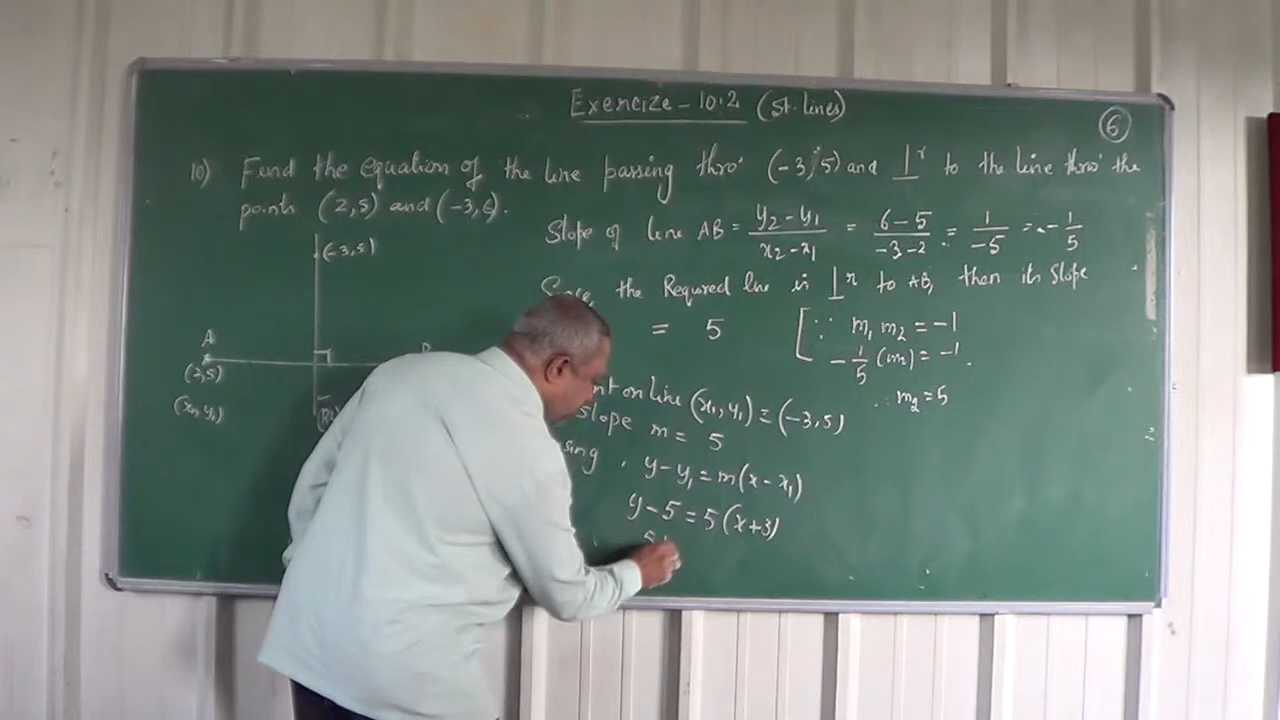 Exencize - 10.2 (St. lines)
6
10) Find the equation of the line passing thro' (-3, 5) and ⊥r to the line thro' the
points (2, 5) and (-3, 6).
(-3, 5)
A
(2, 5)
(x1, y1)
Slope of line AB = y2 - y1 / x2 - x1 = 6 - 5 / -3 - 2 = 1 / -5 = - 1 / 5
the Required line is ⊥r to AB, then its Slope
= 5 [∵ m1 m2 = -1
- 1/5 (m2) = -1.
∴ m2 = 5
on line (x1, y1) = (-3, 5)
slope m = 5
y - y1 = m(x - x1)
y - 5 = 5(x + 3)